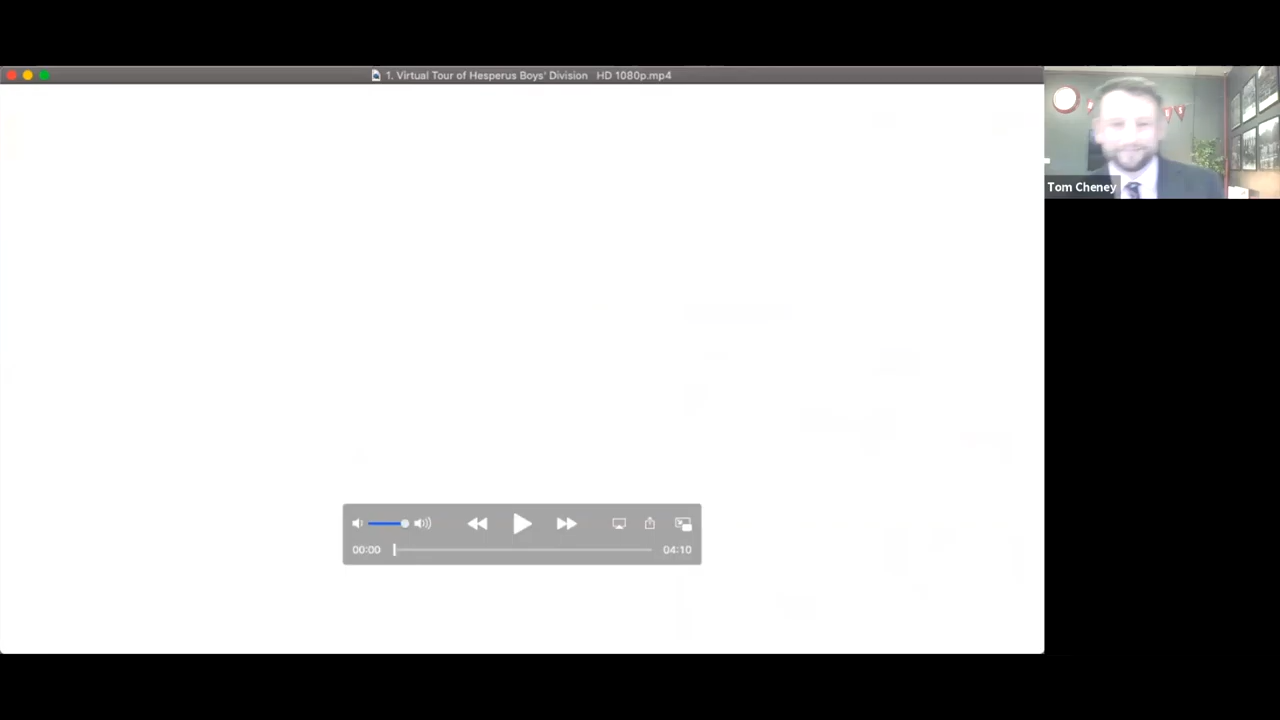 1. Virtual Tour of Hesperus Boys' Division HD 1080p.mp4
Tom Cheney
00:00
04:10